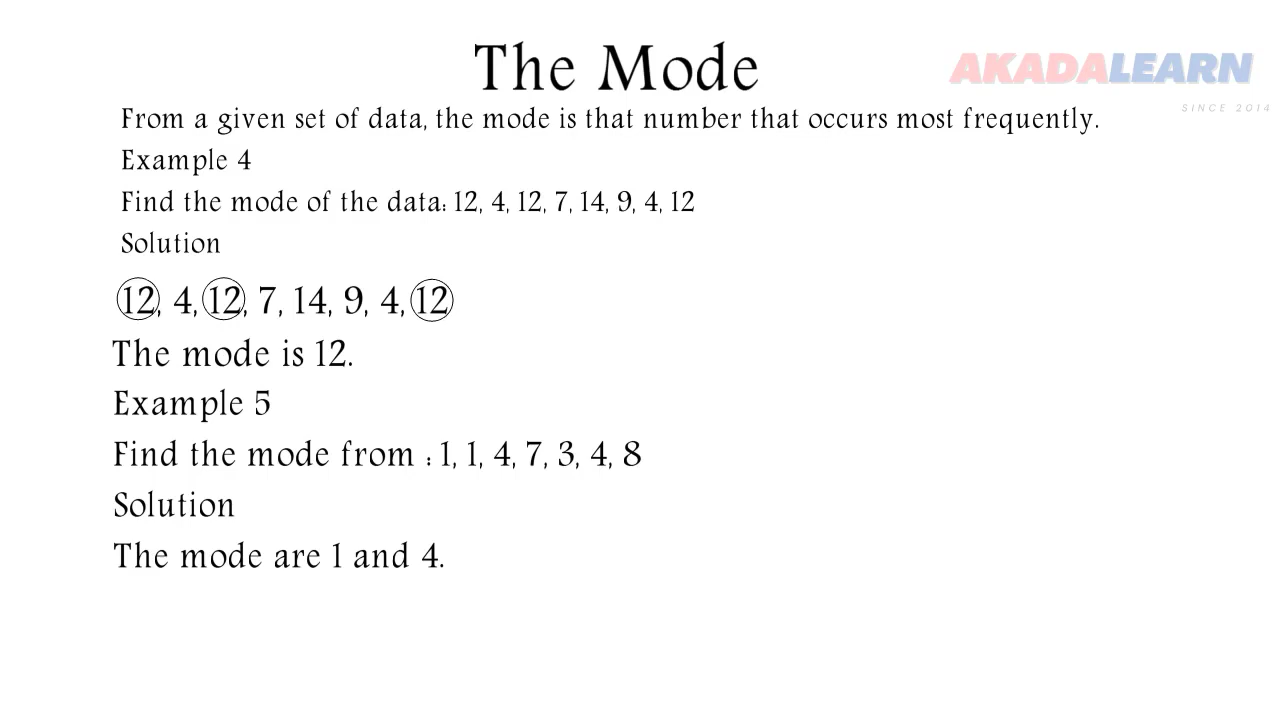 The Mode
AKADALEARN
SINCE 2014
From a given set of data, the mode is that number that occurs most frequently.
Example 4
Find the mode of the data: 12, 4, 12, 7, 14, 9, 4, 12
Solution
12, 4, 12, 7, 14, 9, 4, 12
The mode is 12.
Example 5
Find the mode from : 1, 1, 4, 7, 3, 4, 8
Solution
The mode are 1 and 4.